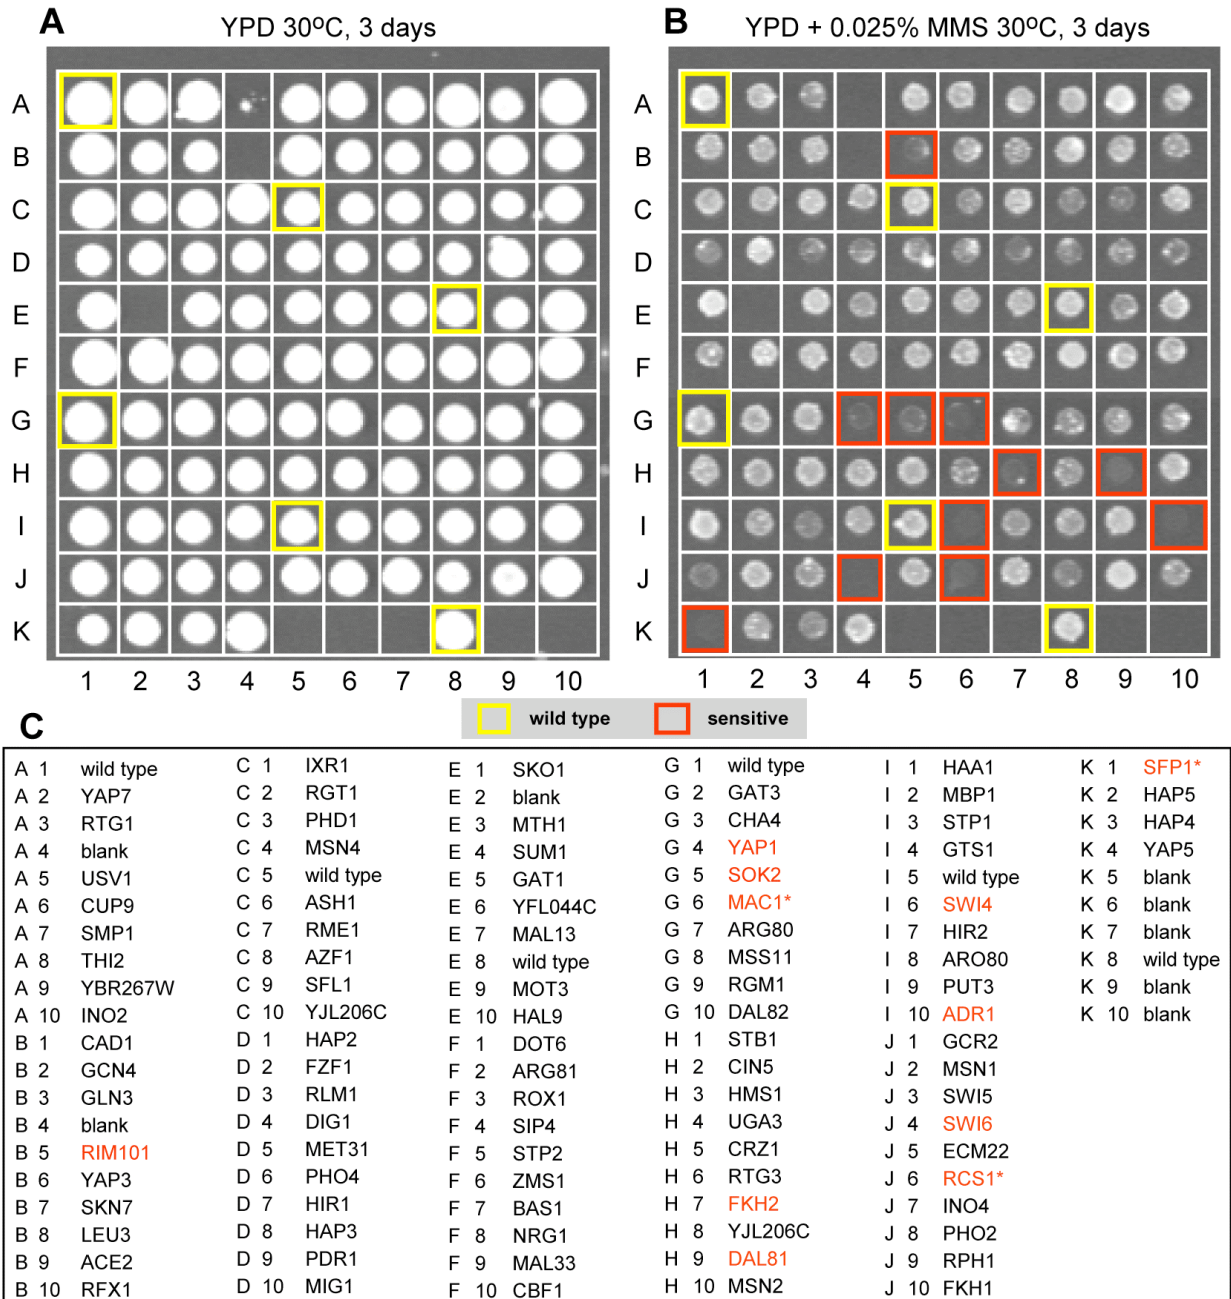 A YPD 30ºC, 3 days
B YPD + 0.025% MMS 30ºC, 3 days
A
B
C
D
E
F
G
H
I
J
K
1 2 3 4 5 6 7 8 9 10
A
B
C
D
E
F
G
H
I
J
K
1 2 3 4 5 6 7 8 9 10
wild type sensitive
C
A 1 wild type
A 2 YAP7
A 3 RTG1
A 4 blank
A 5 USV1
A 6 CUP9
A 7 SMP1
A 8 THI2
A 9 YBR267W
A 10 INO2
B 1 CAD1
B 2 GCN4
B 3 GLN3
B 4 blank
B 5 RIM101
B 6 YAP3
B 7 SKN7
B 8 LEU3
B 9 ACE2
B 10 RFX1
C 1 IXR1
C 2 RGT1
C 3 PHD1
C 4 MSN4
C 5 wild type
C 6 ASH1
C 7 RME1
C 8 AZF1
C 9 SFL1
C 10 YJL206C
D 1 HAP2
D 2 FZF1
D 3 RLM1
D 4 DIG1
D 5 MET31
D 6 PHO4
D 7 HIR1
D 8 HAP3
D 9 PDR1
D 10 MIG1
E 1 SKO1
E 2 blank
E 3 MTH1
E 4 SUM1
E 5 GAT1
E 6 YFL044C
E 7 MAL13
E 8 wild type
E 9 MOT3
E 10 HAL9
F 1 DOT6
F 2 ARG81
F 3 ROX1
F 4 SIP4
F 5 STP2
F 6 ZMS1
F 7 BAS1
F 8 NRG1
F 9 MAL33
F 10 CBF1
G 1 wild type
G 2 GAT3
G 3 CHA4
G 4 YAP1
G 5 SOK2
G 6 MAC1*
G 7 ARG80
G 8 MSS11
G 9 RGM1
G 10 DAL82
H 1 STB1
H 2 CIN5
H 3 HMS1
H 4 UGA3
H 5 CRZ1
H 6 RTG3
H 7 FKH2
H 8 YJL206C
H 9 DAL81
H 10 MSN2
I 1 HAA1
I 2 MBP1
I 3 STP1
I 4 GTS1
I 5 wild type
I 6 SWI4
I 7 HIR2
I 8 ARO80
I 9 PUT3
I 10 ADR1
J 1 GCR2
J 2 MSN1
J 3 SWI5
J 4 SWI6
J 5 ECM22
J 6 RCS1*
J 7 INO4
J 8 PHO2
J 9 RPH1
J 10 FKH1
K 1 SFP1*
K 2 HAP5
K 3 HAP4
K 4 YAP5
K 5 blank
K 6 blank
K 7 blank
K 8 wild type
K 9 blank
K 10 blank